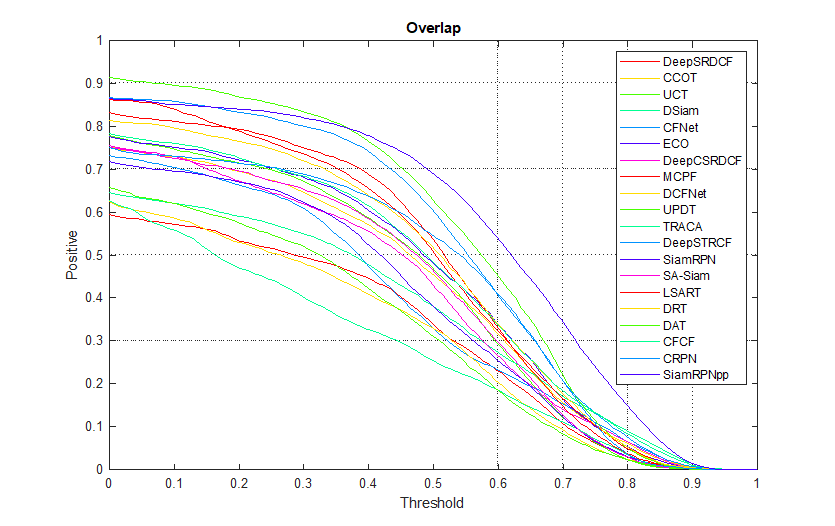 Overlap
1
0.9
0.8
0.7
0.6
0.5
0.4
0.3
0.2
0.1
0
Positive
0 0.1 0.2 0.3 0.4 0.5 0.6 0.7 0.8 0.9 1
Threshold
DeepSRDCF
CCOT
UCT
DSiam
CFNet
ECO
DeepCSRDCF
MCPF
DCFNet
UPDT
TRACA
DeepSTRCF
SiamRPN
SA-Siam
LSART
DRT
DAT
CFCF
CRPN
SiamRPNpp